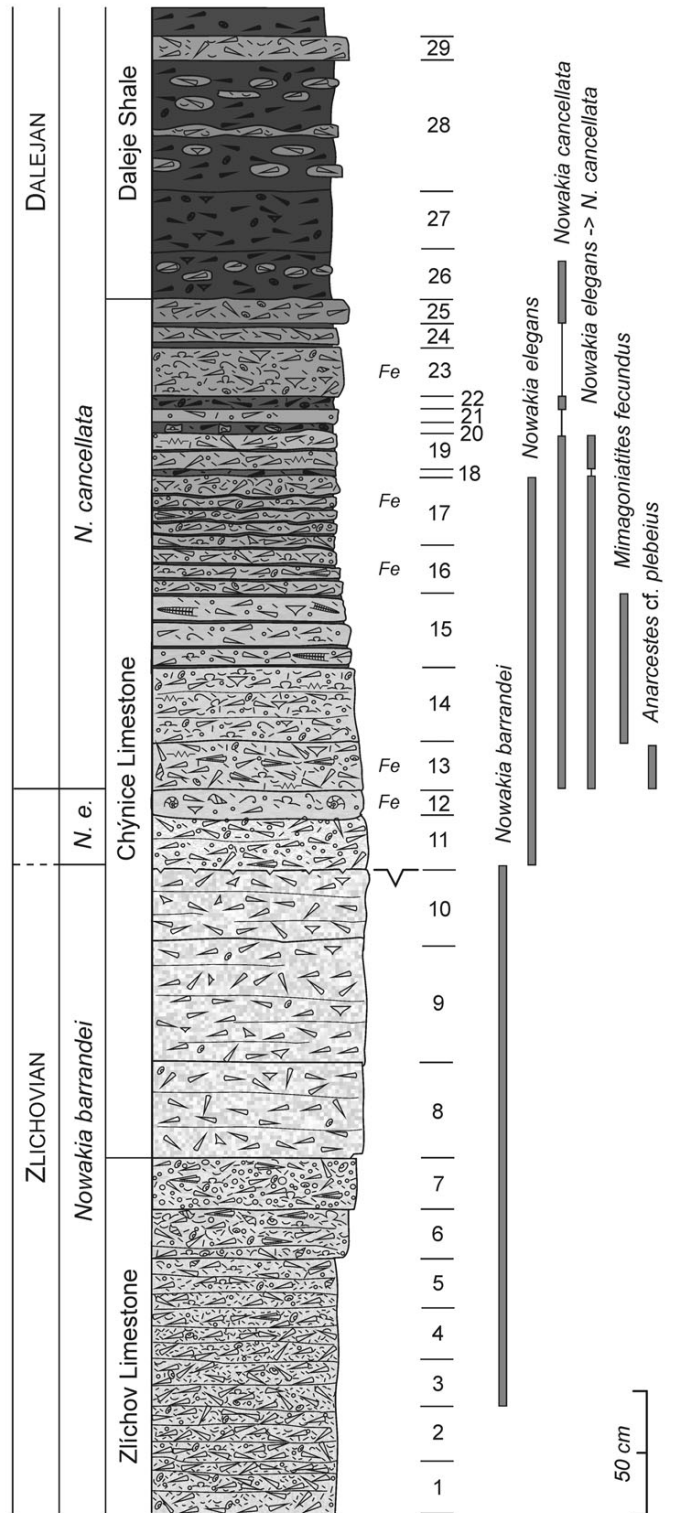 DALEJAN
ZLICHOVIAN
N. cancellata
N. e.
Nowakia barrandei
Daleje Shale
Chýnice Limestone
Zlíchov Limestone
29
28
27
26
25
24
Fe 23
22
21
20
19
18
Fe 17
Fe 16
15
14
Fe 13
Fe 12
11
10
9
8
7
6
5
4
3
2
1
Nowakia barrandei
Nowakia elegans
Nowakia cancellata
Nowakia elegans -> N. cancellata
Mimagoniatites fecundus
Anarcestes cf. plebeius
50 cm